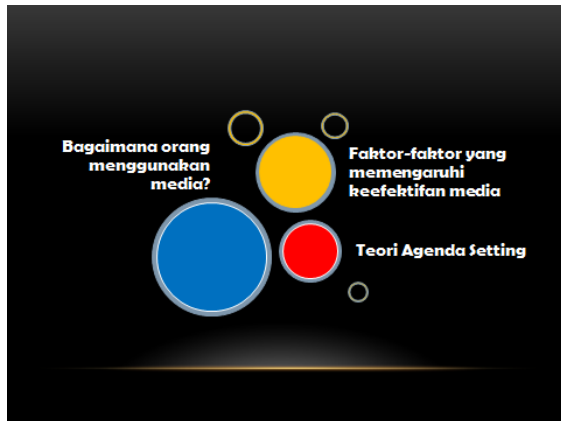 Bagaimana orang
menggunakan
media?
Faktor-faktor yang
memengaruhi
keefektifan media
Teori Agenda Setting